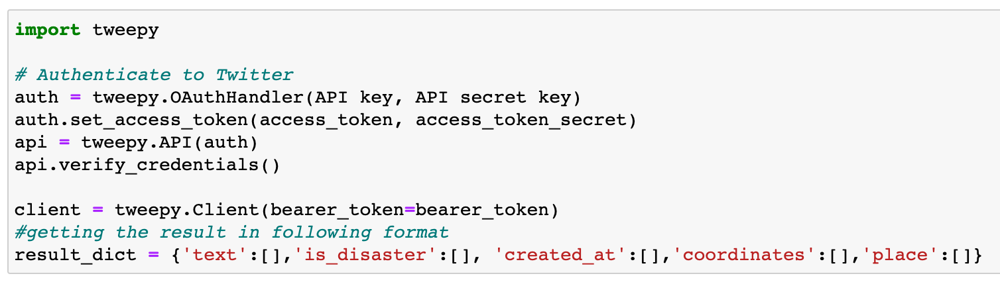 import tweepy
# Authenticate to Twitter
auth = tweepy.OAuthHandler(API key, API secret key)
auth.set_access_token(access_token, access_token_secret)
api = tweepy.API(auth)
api.verify_credentials()
client = tweepy.Client(bearer_token=bearer_token)
#getting the result in following format
result_dict = {'text':[],'is_disaster':[], 'created_at':[],'coordinates':[],'place':[]}